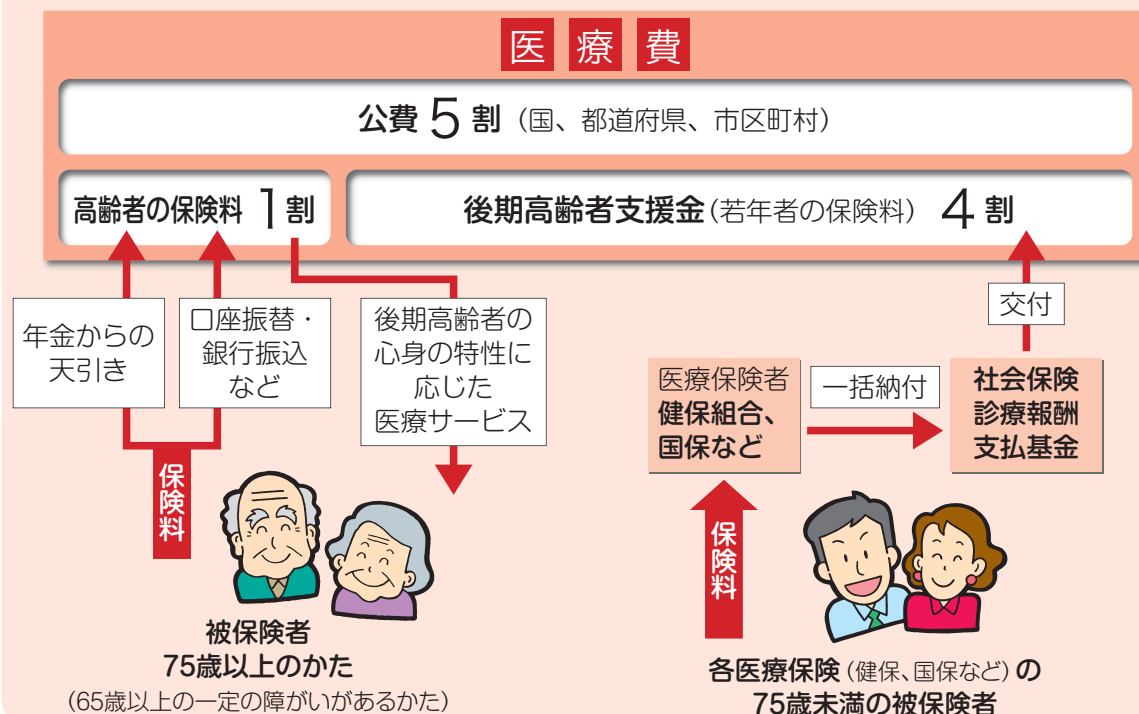 医療費
公費 5 割(国、都道府県、市区町村)
高齢者の保険料 1 割
後期高齢者支援金(若年者の保険料) 4 割
年金からの
天引き
口座振替・
銀行振込
など
後期高齢者の
心身の特性に
応じた
医療サービス
交付
医療保険者
健保組合、
国保など
一括納付
社会保険
診療報酬
支払基金
保険料
保険料
被保険者
75歳以上のかた
(65歳以上の一定の障がいがあるかた)
各医療保険(健保、国保など)の
75歳未満の被保険者